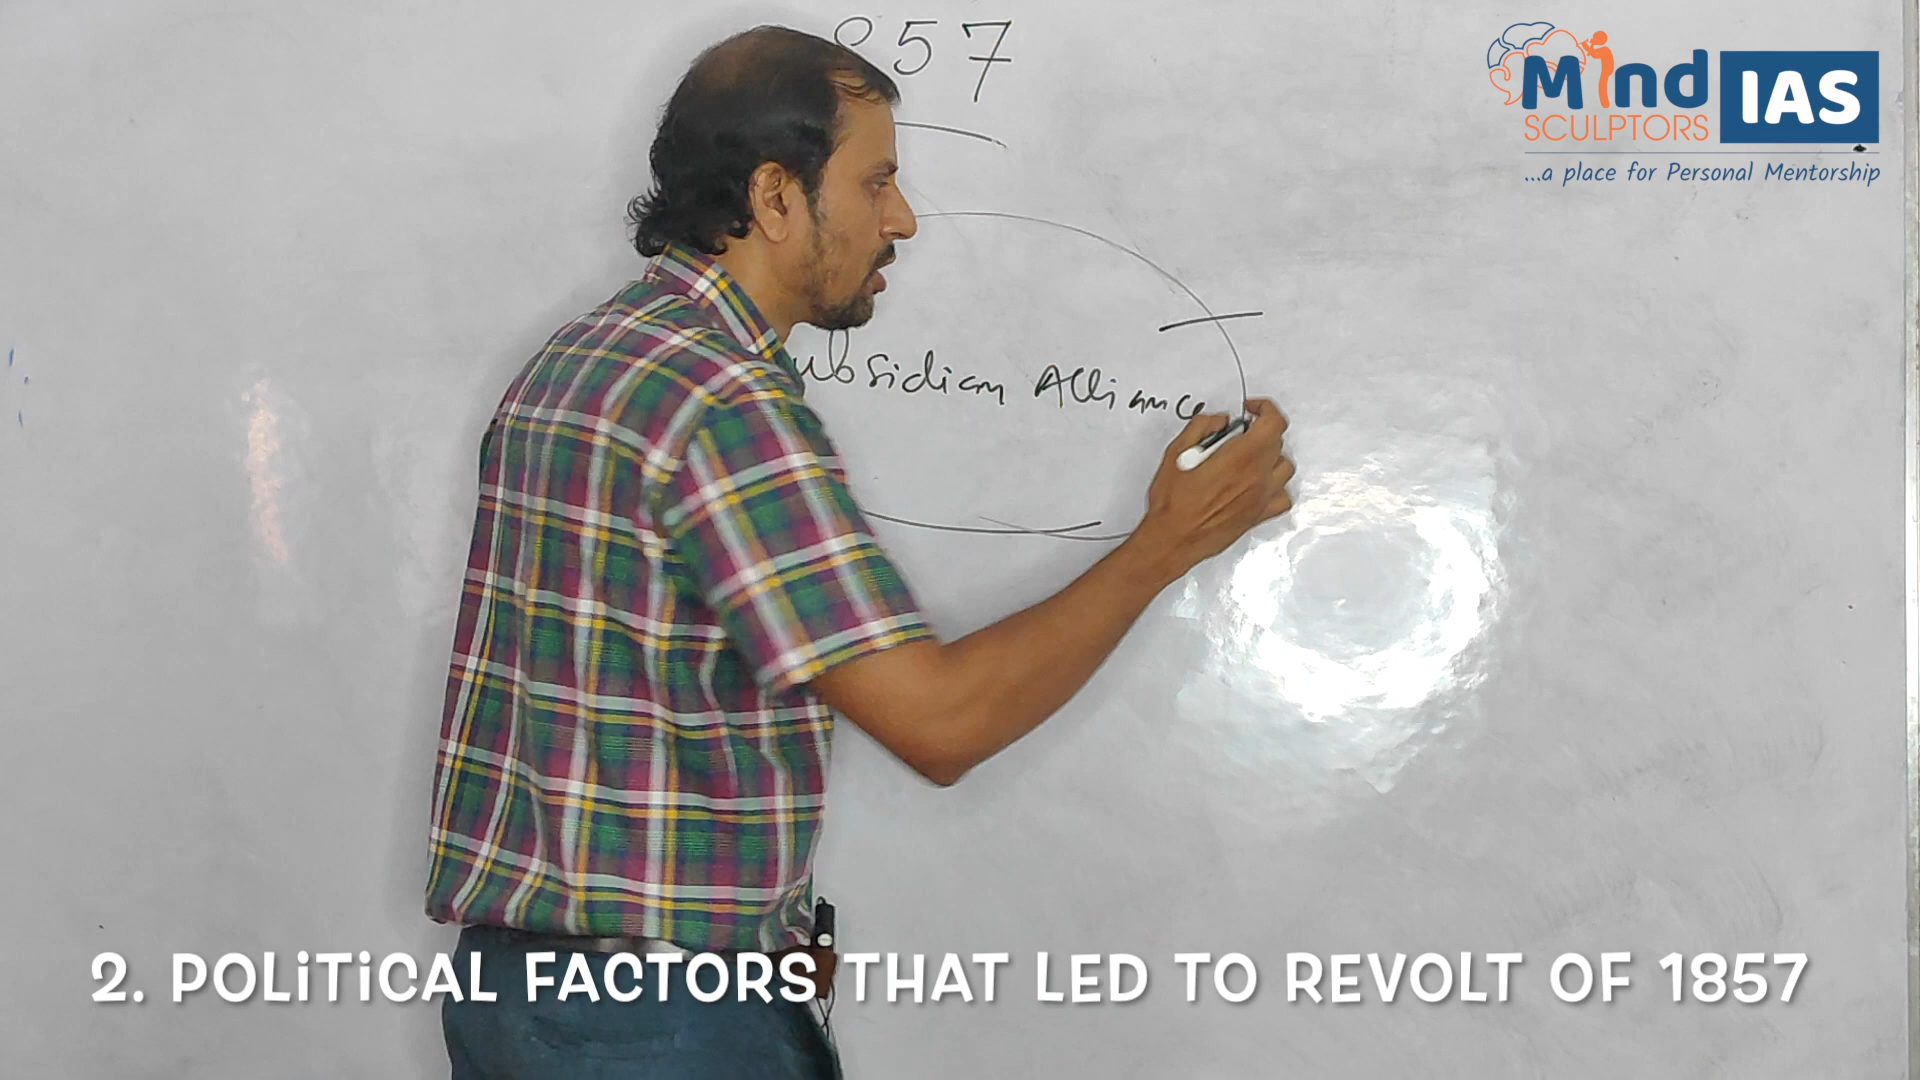 857
Mind IAS
SCULPTORS
...a place for Personal Mentorship
ubsidiary Alliance
2. POLITICAL FACTORS THAT LED TO REVOLT OF 1857